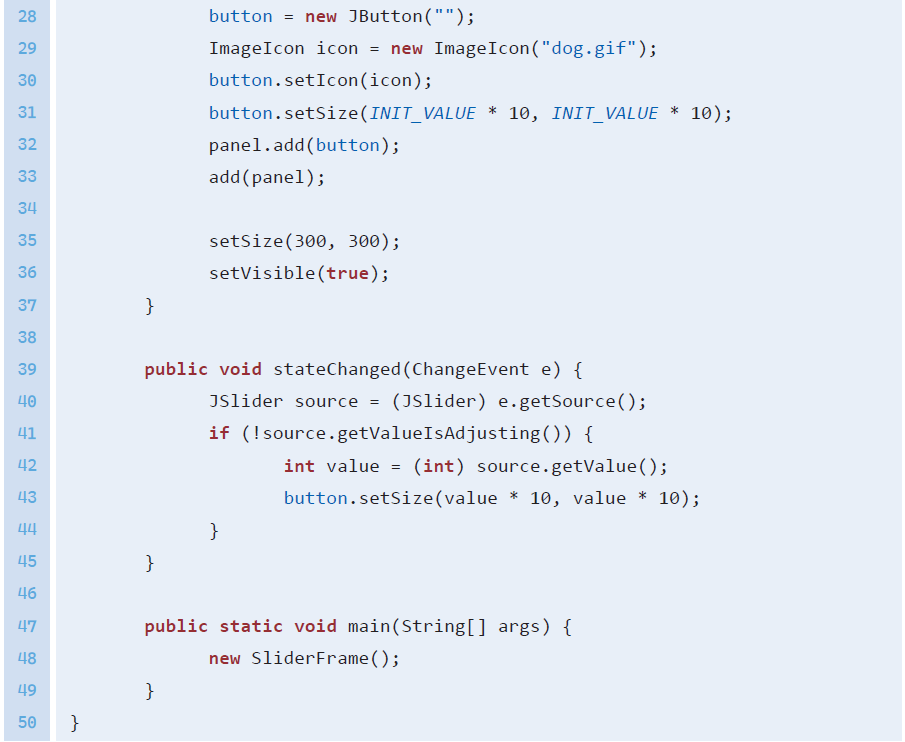 28 button = new JButton("");
29 ImageIcon icon = new ImageIcon("dog.gif");
30 button.setIcon(icon);
31 button.setSize(INIT_VALUE * 10, INIT_VALUE * 10);
32 panel.add(button);
33 add(panel);
34
35 setSize(300, 300);
36 setVisible(true);
37 }
38
39 public void stateChanged(ChangeEvent e) {
40 JSlider source = (JSlider) e.getSource();
41 if (!source.getValueIsAdjusting()) {
42 int value = (int) source.getValue();
43 button.setSize(value * 10, value * 10);
44 }
45 }
46
47 public static void main(String[] args) {
48 new SliderFrame();
49 }
50 }